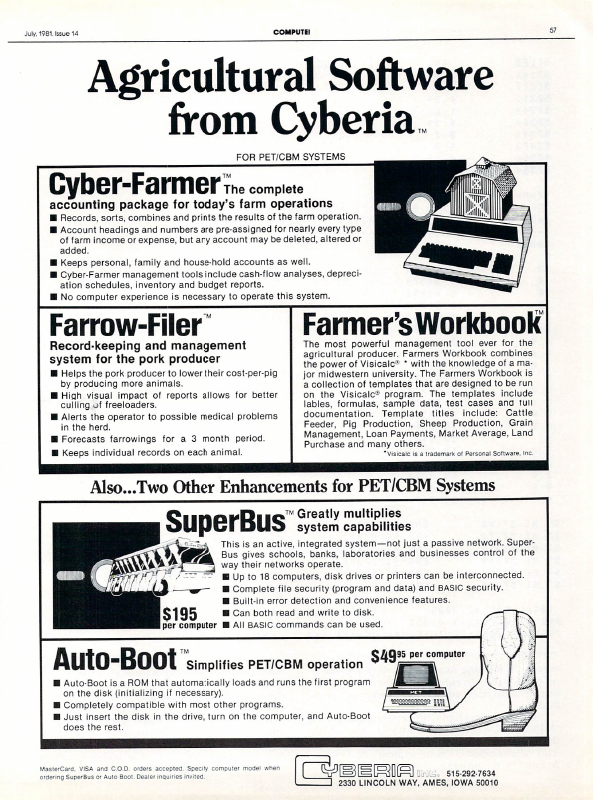 July, 1981, Issue 14
COMPUTE!
57
Agricultural Software
from Cyberia™
FOR PET/CBM SYSTEMS
Cyber-Farmer™ The complete
accounting package for today's farm operations
■ Records, sorts, combines and prints the results of the farm operation.
■ Account headings and numbers are pre-assigned for nearly every type
of farm income or expense, but any account may be deleted, altered or
added.
■ Keeps personal, family and house-hold accounts as well.
■ Cyber-Farmer management tools include cash-flow analyses, depreci-
ation schedules, inventory and budget reports.
■ No computer experience is necessary to operate this system.
Farrow-Filer™
Record-keeping and management
system for the pork producer
■ Helps the pork producer to lower their cost-per-pig
by producing more animals.
■ High visual impact of reports allows for better
culling of freeloaders.
■ Alerts the operator to possible medical problems
in the herd.
■ Forecasts farrowings for a 3 month period.
■ Keeps individual records on each animal.
Farmer's Workbook™
The most powerful management tool ever for the
agricultural producer. Farmers Workbook combines
the power of Visicalc® * with the knowledge of a ma-
jor midwestern university. The Farmers Workbook is
a collection of templates that are designed to be run
on the Visicalc® program. The templates include
lables, formulas, sample data, test cases and full
documentation. Template titles include: Cattle
Feeder, Pig Production, Sheep Production, Grain
Management, Loan Payments, Market Average, Land
Purchase and many others.
*Visicalc is a trademark of Personal Software, Inc.
Also...Two Other Enhancements for PET/CBM Systems
SuperBus™ Greatly multiplies
system capabilities
This is an active, integrated system—not just a passive network. Super-
Bus gives schools, banks, laboratories and businesses control of the
way their networks operate.
■ Up to 18 computers, disk drives or printers can be interconnected.
■ Complete file security (program and data) and BASIC security.
■ Built-in error detection and convenience features.
■ Can both read and write to disk.
■ All BASIC commands can be used.
$195
per computer
Auto-Boot™ Simplifies PET/CBM operation
$49⁹⁵ per computer
■ Auto-Boot is a ROM that automatically loads and runs the first program
on the disk (initializing if necessary).
■ Completely compatible with most other programs.
■ Just insert the disk in the drive, turn on the computer, and Auto-Boot
does the rest.
MasterCard, VISA and C.O.D. orders accepted. Specify computer model when
ordering SuperBus or Auto Boot. Dealer inquiries invited.
CYBERIA inc. 515-292-7634
2330 LINCOLN WAY, AMES, IOWA 50010